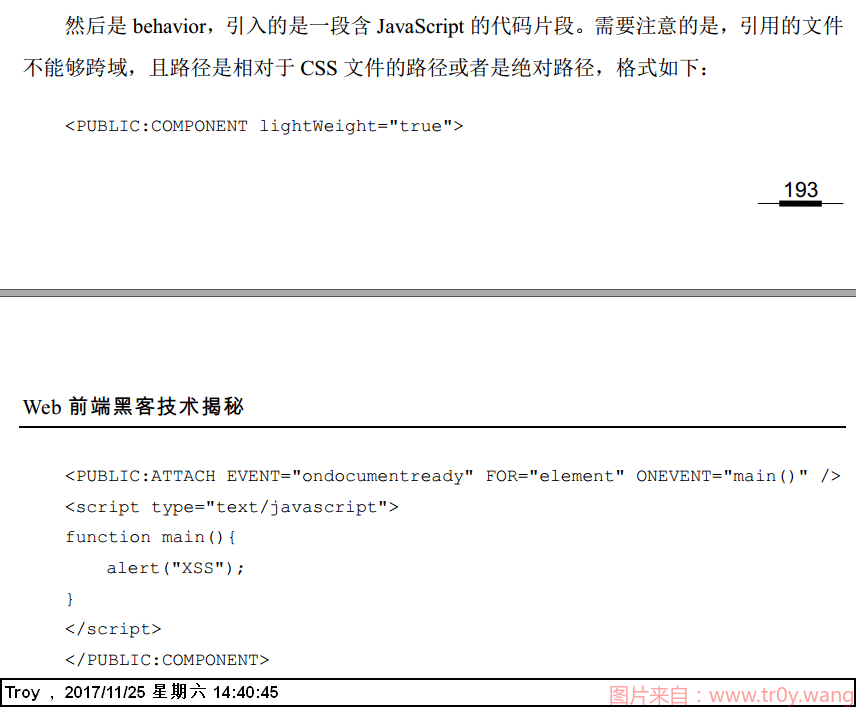 然后是 behavior，引入的是一段含 JavaScript 的代码片段。需要注意的是，引用的文件
不能够跨域，且路径是相对于 CSS 文件的路径或者是绝对路径，格式如下：
<PUBLIC:COMPONENT lightWeight="true">
193
Web 前端黑客技术揭秘
<PUBLIC:ATTACH EVENT="ondocumentready" FOR="element" ONEVENT="main()" />
<script type="text/javascript">
function main(){
alert("XSS");
}
</script>
</PUBLIC:COMPONENT>
Troy , 2017/11/25 星期六 14:40:45
图片来自：www.tr0y.wang